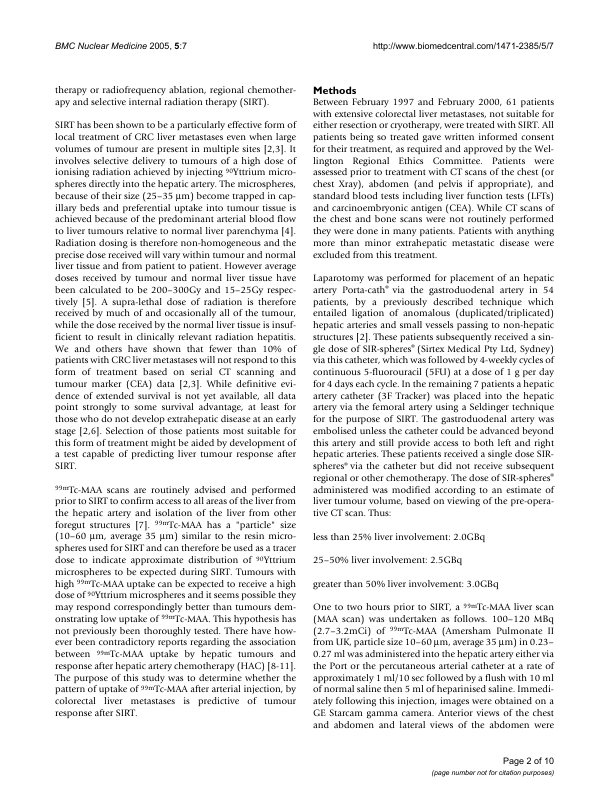 BMC Nuclear Medicine 2005, 5:7
http://www.biomedcentral.com/1471-2385/5/7
therapy or radiofrequency ablation, regional chemother-
apy and selective internal radiation therapy (SIRT).
SIRT has been shown to be a particularly effective form of
local treatment of CRC liver metastases even when large
volumes of tumour are present in multiple sites [2,3]. It
involves selective delivery to tumours of a high dose of
ionising radiation achieved by injecting ⁹⁰Yttrium micro-
spheres directly into the hepatic artery. The microspheres,
because of their size (25–35 μm) become trapped in cap-
illary beds and preferential uptake into tumour tissue is
achieved because of the predominant arterial blood flow
to liver tumours relative to normal liver parenchyma [4].
Radiation dosing is therefore non-homogeneous and the
precise dose received will vary within tumour and normal
liver tissue and from patient to patient. However average
doses received by tumour and normal liver tissue have
been calculated to be 200–300Gy and 15–25Gy respec-
tively [5]. A supra-lethal dose of radiation is therefore
received by much of and occasionally all of the tumour,
while the dose received by the normal liver tissue is insuf-
ficient to result in clinically relevant radiation hepatitis.
We and others have shown that fewer than 10% of
patients with CRC liver metastases will not respond to this
form of treatment based on serial CT scanning and
tumour marker (CEA) data [2,3]. While definitive evi-
dence of extended survival is not yet available, all data
point strongly to some survival advantage, at least for
those who do not develop extrahepatic disease at an early
stage [2,6]. Selection of those patients most suitable for
this form of treatment might be aided by development of
a test capable of predicting liver tumour response after
SIRT.
⁹⁹ᵐTc-MAA scans are routinely advised and performed
prior to SIRT to confirm access to all areas of the liver from
the hepatic artery and isolation of the liver from other
foregut structures [7]. ⁹⁹ᵐTc-MAA has a "particle" size
(10–60 μm, average 35 μm) similar to the resin micro-
spheres used for SIRT and can therefore be used as a tracer
dose to indicate approximate distribution of ⁹⁰Yttrium
microspheres to be expected during SIRT. Tumours with
high ⁹⁹ᵐTc-MAA uptake can be expected to receive a high
dose of ⁹⁰Yttrium microspheres and it seems possible they
may respond correspondingly better than tumours dem-
onstrating low uptake of ⁹⁹ᵐTc-MAA. This hypothesis has
not previously been thoroughly tested. There have how-
ever been contradictory reports regarding the association
between ⁹⁹ᵐTc-MAA uptake by hepatic tumours and
response after hepatic artery chemotherapy (HAC) [8-11].
The purpose of this study was to determine whether the
pattern of uptake of ⁹⁹ᵐTc-MAA after arterial injection, by
colorectal liver metastases is predictive of tumour
response after SIRT.
Methods
Between February 1997 and February 2000, 61 patients
with extensive colorectal liver metastases, not suitable for
either resection or cryotherapy, were treated with SIRT. All
patients being so treated gave written informed consent
for their treatment, as required and approved by the Wel-
lington Regional Ethics Committee. Patients were
assessed prior to treatment with CT scans of the chest (or
chest Xray), abdomen (and pelvis if appropriate), and
standard blood tests including liver function tests (LFTs)
and carcinoembryonic antigen (CEA). While CT scans of
the chest and bone scans were not routinely performed
they were done in many patients. Patients with anything
more than minor extrahepatic metastatic disease were
excluded from this treatment.
Laparotomy was performed for placement of an hepatic
artery Porta-cath® via the gastroduodenal artery in 54
patients, by a previously described technique which
entailed ligation of anomalous (duplicated/triplicated)
hepatic arteries and small vessels passing to non-hepatic
structures [2]. These patients subsequently received a sin-
gle dose of SIR-spheres® (Sirtex Medical Pty Ltd, Sydney)
via this catheter, which was followed by 4-weekly cycles of
continuous 5-fluorouracil (5FU) at a dose of 1 g per day
for 4 days each cycle. In the remaining 7 patients a hepatic
artery catheter (3F Tracker) was placed into the hepatic
artery via the femoral artery using a Seldinger technique
for the purpose of SIRT. The gastroduodenal artery was
embolised unless the catheter could be advanced beyond
this artery and still provide access to both left and right
hepatic arteries. These patients received a single dose SIR-
spheres® via the catheter but did not receive subsequent
regional or other chemotherapy. The dose of SIR-spheres®
administered was modified according to an estimate of
liver tumour volume, based on viewing of the pre-opera-
tive CT scan. Thus:
less than 25% liver involvement: 2.0GBq
25–50% liver involvement: 2.5GBq
greater than 50% liver involvement: 3.0GBq
One to two hours prior to SIRT, a ⁹⁹ᵐTc-MAA liver scan
(MAA scan) was undertaken as follows. 100–120 MBq
(2.7–3.2mCi) of ⁹⁹ᵐTc-MAA (Amersham Pulmonate II
from UK, particle size 10–60 μm, average 35 μm) in 0.23–
0.27 ml was administered into the hepatic artery either via
the Port or the percutaneous arterial catheter at a rate of
approximately 1 ml/10 sec followed by a flush with 10 ml
of normal saline then 5 ml of heparinised saline. Immedi-
ately following this injection, images were obtained on a
GE Starcam gamma camera. Anterior views of the chest
and abdomen and lateral views of the abdomen were
Page 2 of 10
(page number not for citation purposes)